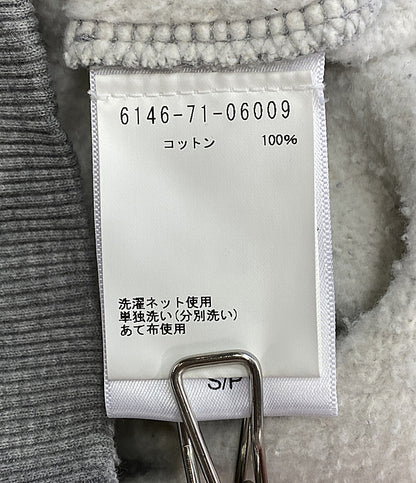 6146-71-06009
コットン 100%
洗濯ネット使用
単独洗い(分別洗い)
あて布使用
S/P